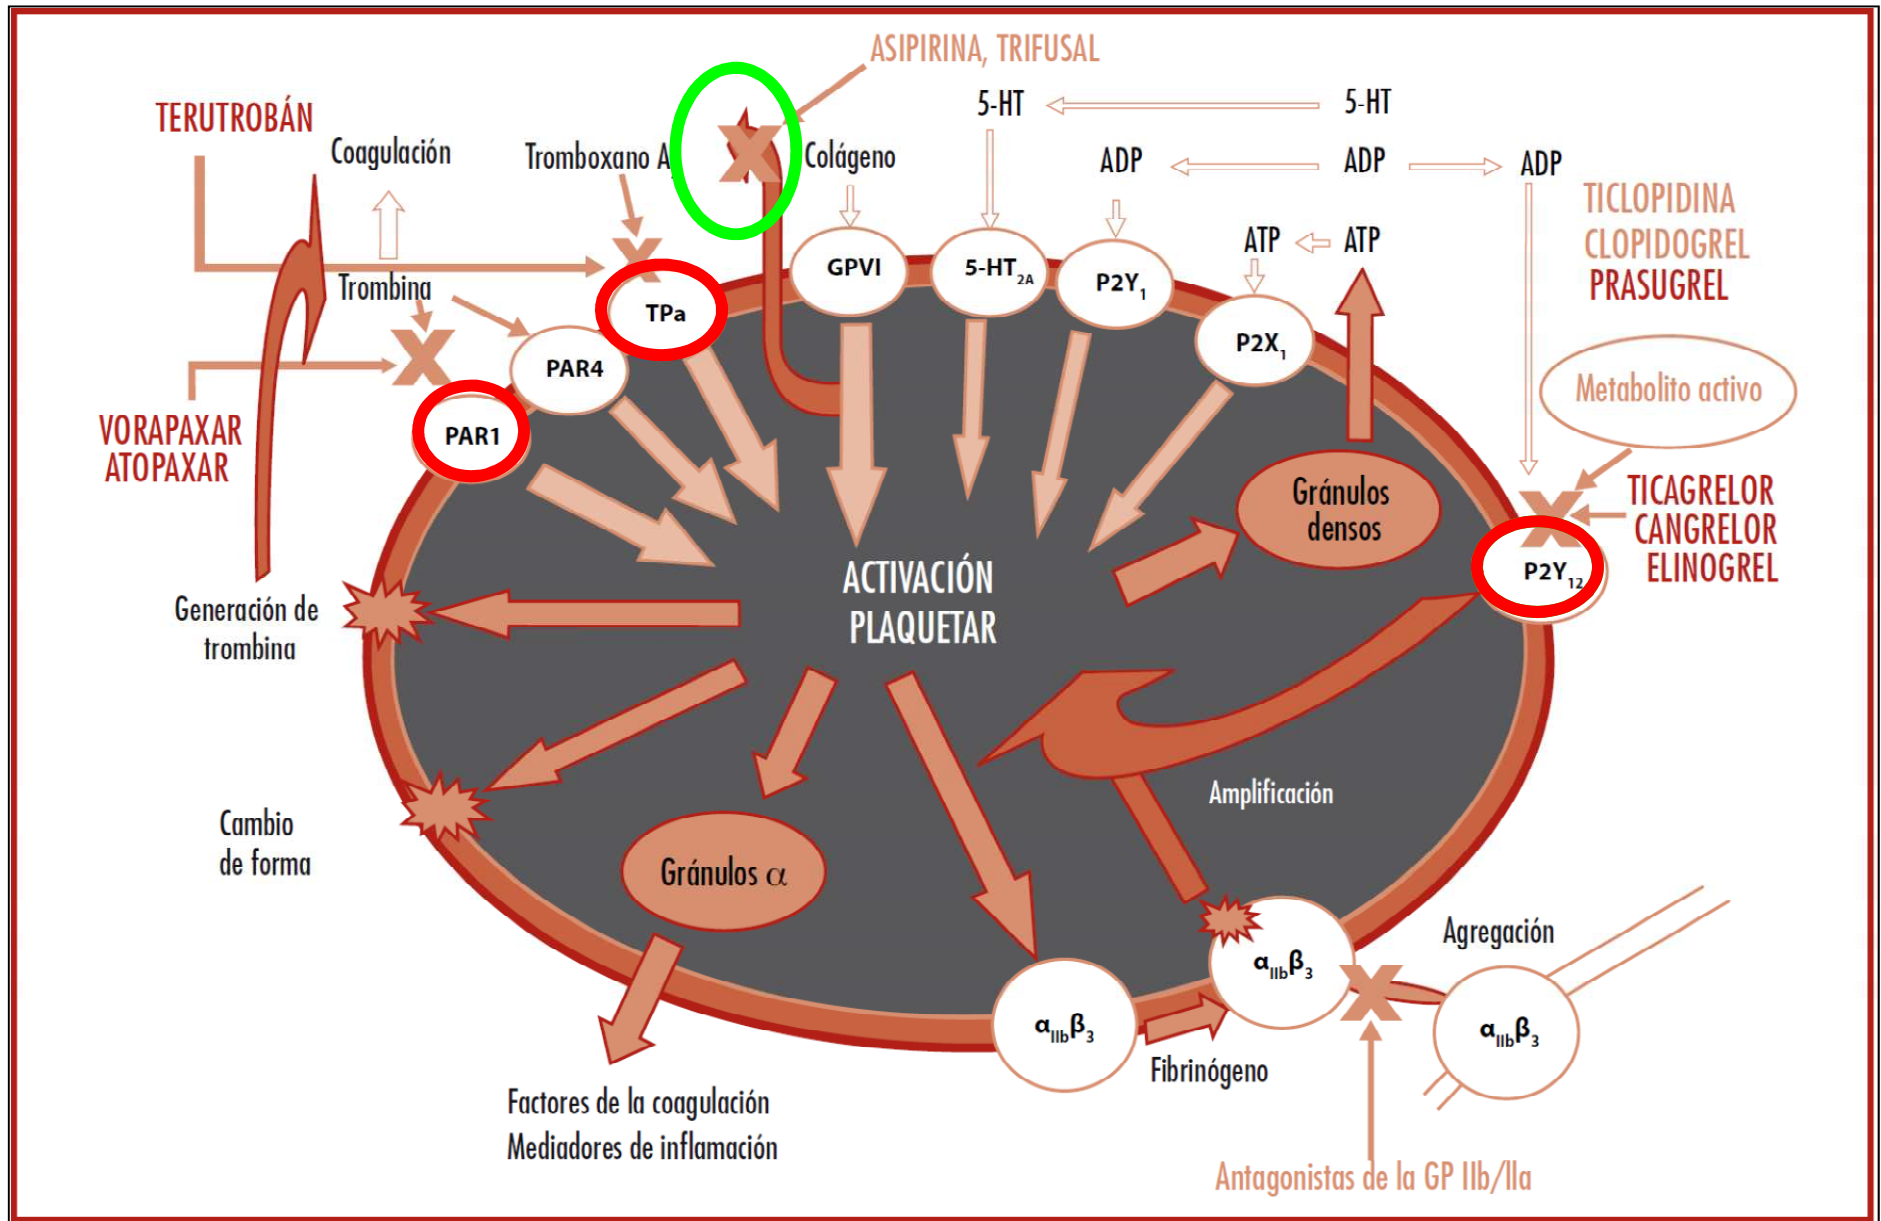 ASIPIRINA, TRIFUSAL
TERUTROBÁN
Coagulación
Tromboxano A
Colágeno
5-HT
5-HT
ADP
ADP
ADP
TICLOPIDINA
CLOPIDOGREL
PRASUGREL
ATP
ATP
Trombina
GPVI
5-HT2A
P2Y1
P2X1
TPa
PAR4
PAR1
VORAPAXAR
ATOPAXAR
Metabolito activo
TICAGRELOR
CANGRELOR
ELINOGREL
P2Y12
Gránulos
densos
ACTIVACIÓN
PLAQUETAR
Generación de
trombina
Cambio
de forma
Amplificación
Gránulos α
Agregación
αIIbβ3
αIIbβ3
αIIbβ3
Fibrinógeno
Factores de la coagulación
Mediadores de inflamación
Antagonistas de la GP IIb/IIa